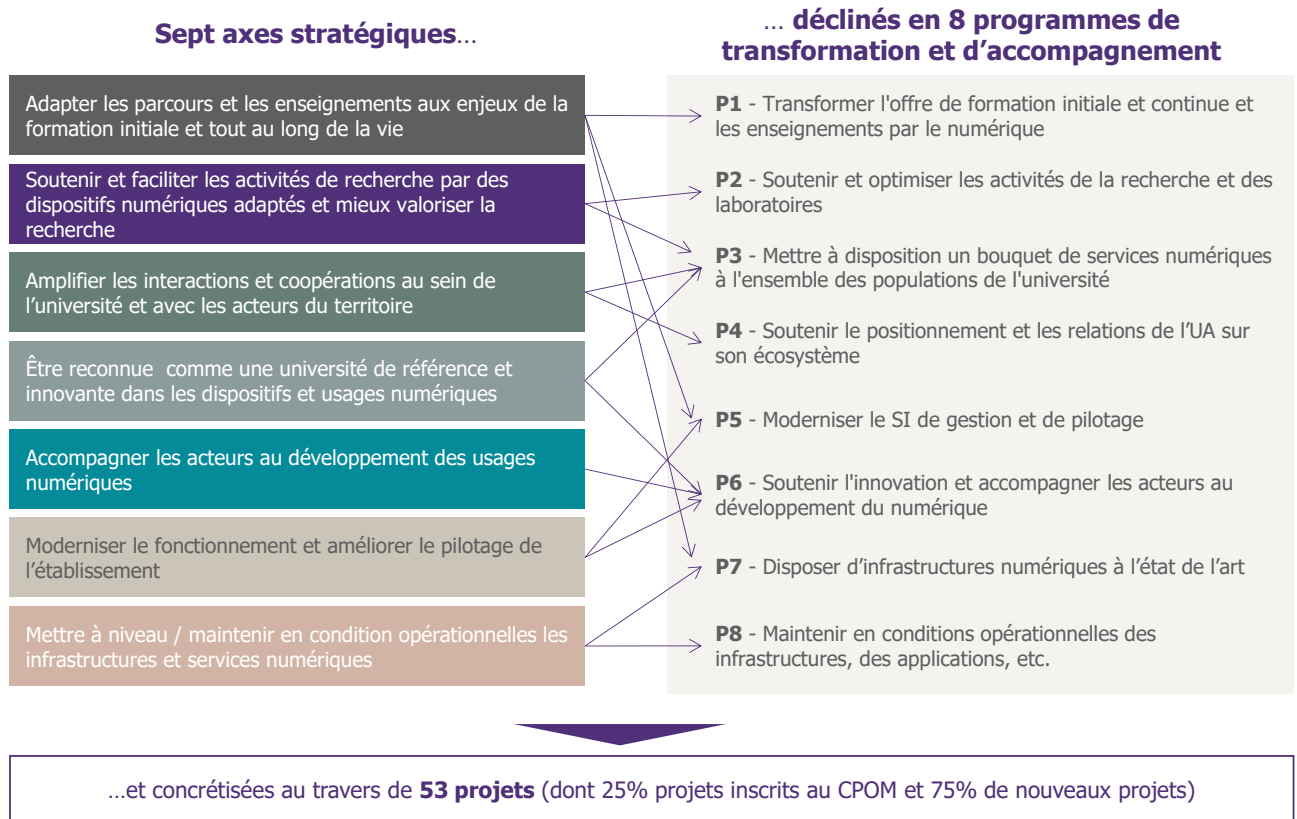 Sept axes stratégiques…
Adapter les parcours et les enseignements aux enjeux de la
formation initiale et tout au long de la vie
Soutenir et faciliter les activités de recherche par des
dispositifs numériques adaptés et mieux valoriser la
recherche
Amplifier les interactions et coopérations au sein de
l’université et avec les acteurs du territoire
Être reconnue  comme une université de référence et
innovante dans les dispositifs et usages numériques
Accompagner les acteurs au développement des usages
numériques
Moderniser le fonctionnement et améliorer le pilotage de
l’établissement
Mettre à niveau / maintenir en condition opérationnelles les
infrastructures et services numériques
… déclinés en 8 programmes de
transformation et d’accompagnement
P1 - Transformer l'offre de formation initiale et continue et
les enseignements par le numérique
P2 - Soutenir et optimiser les activités de la recherche et des
laboratoires
P3 - Mettre à disposition un bouquet de services numériques
à l'ensemble des populations de l'université
P4 - Soutenir le positionnement et les relations de l’UA sur
son écosystème
P5 - Moderniser le SI de gestion et de pilotage
P6 - Soutenir l'innovation et accompagner les acteurs au
développement du numérique
P7 - Disposer d’infrastructures numériques à l’état de l’art
P8 - Maintenir en conditions opérationnelles des
infrastructures, des applications, etc.
…et concrétisées au travers de 53 projets (dont 25% projets inscrits au CPOM et 75% de nouveaux projets)